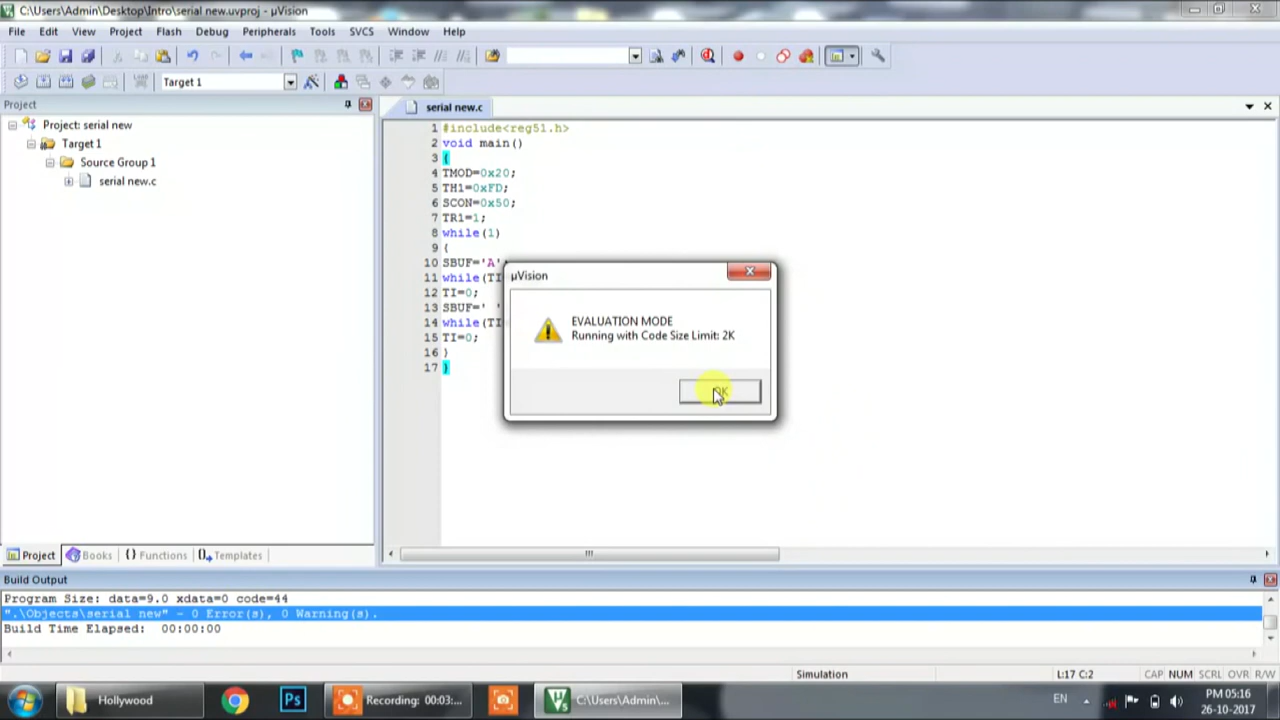 C:\Users\Admin\Desktop\Intro\serial new.uvproj - µVision
File Edit View Project Flash Debug Peripherals Tools SVCS Window Help
Target 1
Project
serial new.c
Project: serial new
Target 1
Source Group 1
serial new.c
1 #include<reg51.h>
2 void main()
3 {
4 TMOD=0x20;
5 TH1=0xFD;
6 SCON=0x50;
7 TR1=1;
8 while(1)
9 {
10 SBUF='A'
11 while(TI
12 TI=0;
13 SBUF=' '
14 while(TI
15 TI=0;
16 }
17 }
µVision
EVALUATION MODE
Running with Code Size Limit: 2K
OK
Project Books {} Functions Templates
Build Output
Program Size: data=9.0 xdata=0 code=44
".\Objects\serial new" - 0 Error(s), 0 Warning(s).
Build Time Elapsed: 00:00:00
Simulation L:17 C:2 CAP NUM SCRL OVR R/W
Hollywood
Ps
Recording: 00:03:...
C:\Users\Admin\...
EN
PM 05:16
26-10-2017